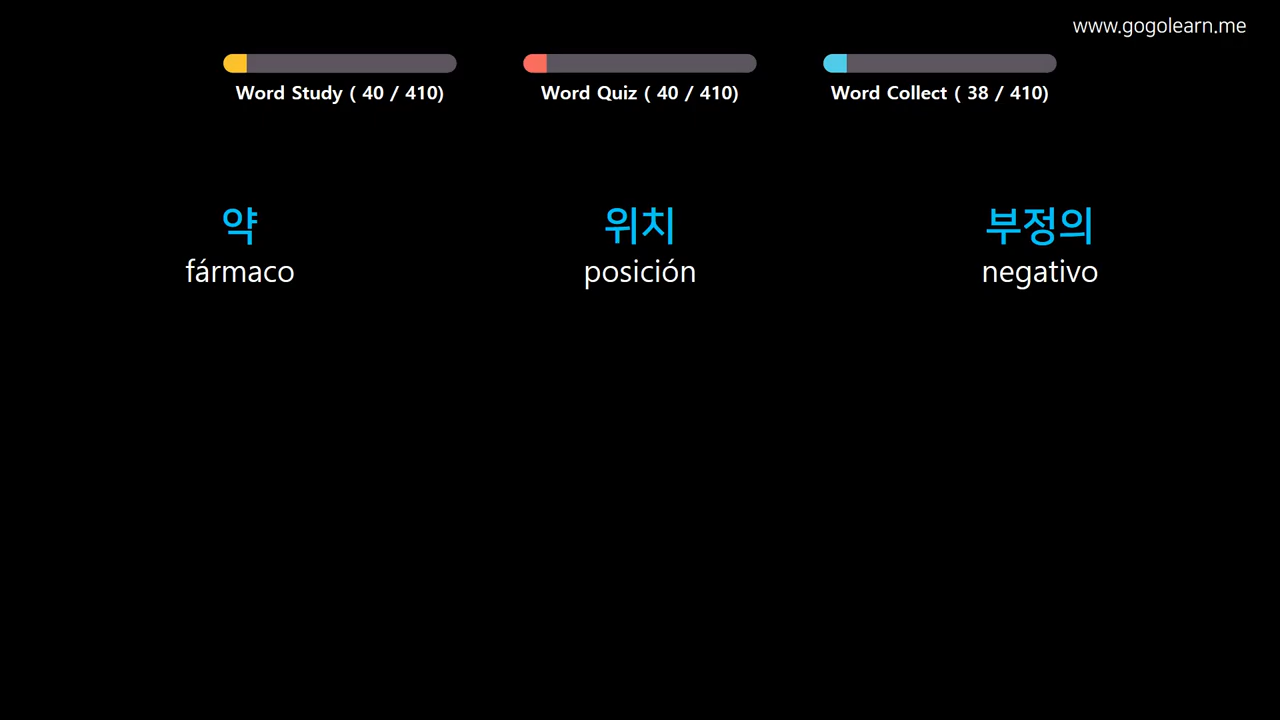 www.gogolearn.me
Word Study ( 40 / 410)
Word Quiz ( 40 / 410)
Word Collect ( 38 / 410)
약
fármaco
위치
posición
부정의
negativo